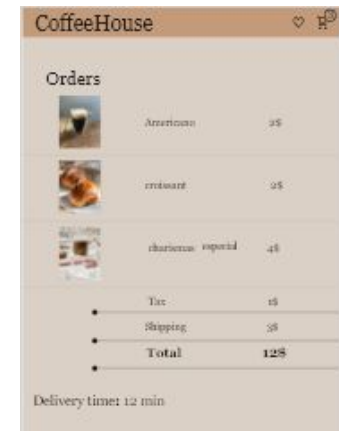 CoffeeHouse
Orders
Americano 2$
croissant 2$
especial 4$
Tax 1$
Shipping 3$
Total 12$
Delivery time: 12 min